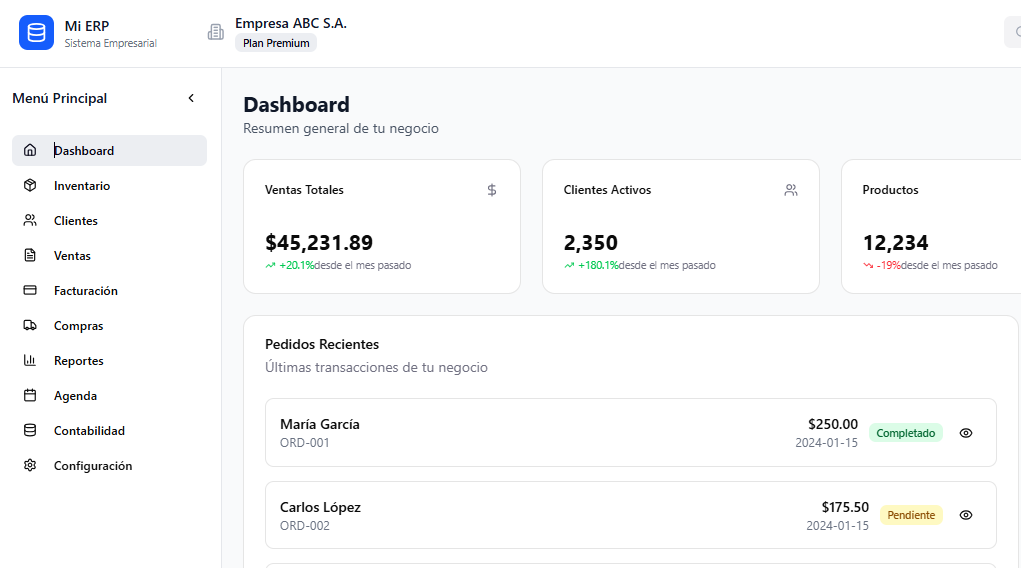 Mi ERP
Sistema Empresarial
Empresa ABC S.A.
Plan Premium
Menú Principal
Dashboard
Inventario
Clientes
Ventas
Facturación
Compras
Reportes
Agenda
Contabilidad
Configuración
Dashboard
Resumen general de tu negocio
Ventas Totales
$45,231.89
+20.1%desde el mes pasado
Clientes Activos
2,350
+180.1%desde el mes pasado
Productos
12,234
-19%desde el mes pasado
Pedidos Recientes
Últimas transacciones de tu negocio
María García
ORD-001
$250.00
2024-01-15
Completado
Carlos López
ORD-002
$175.50
2024-01-15
Pendiente